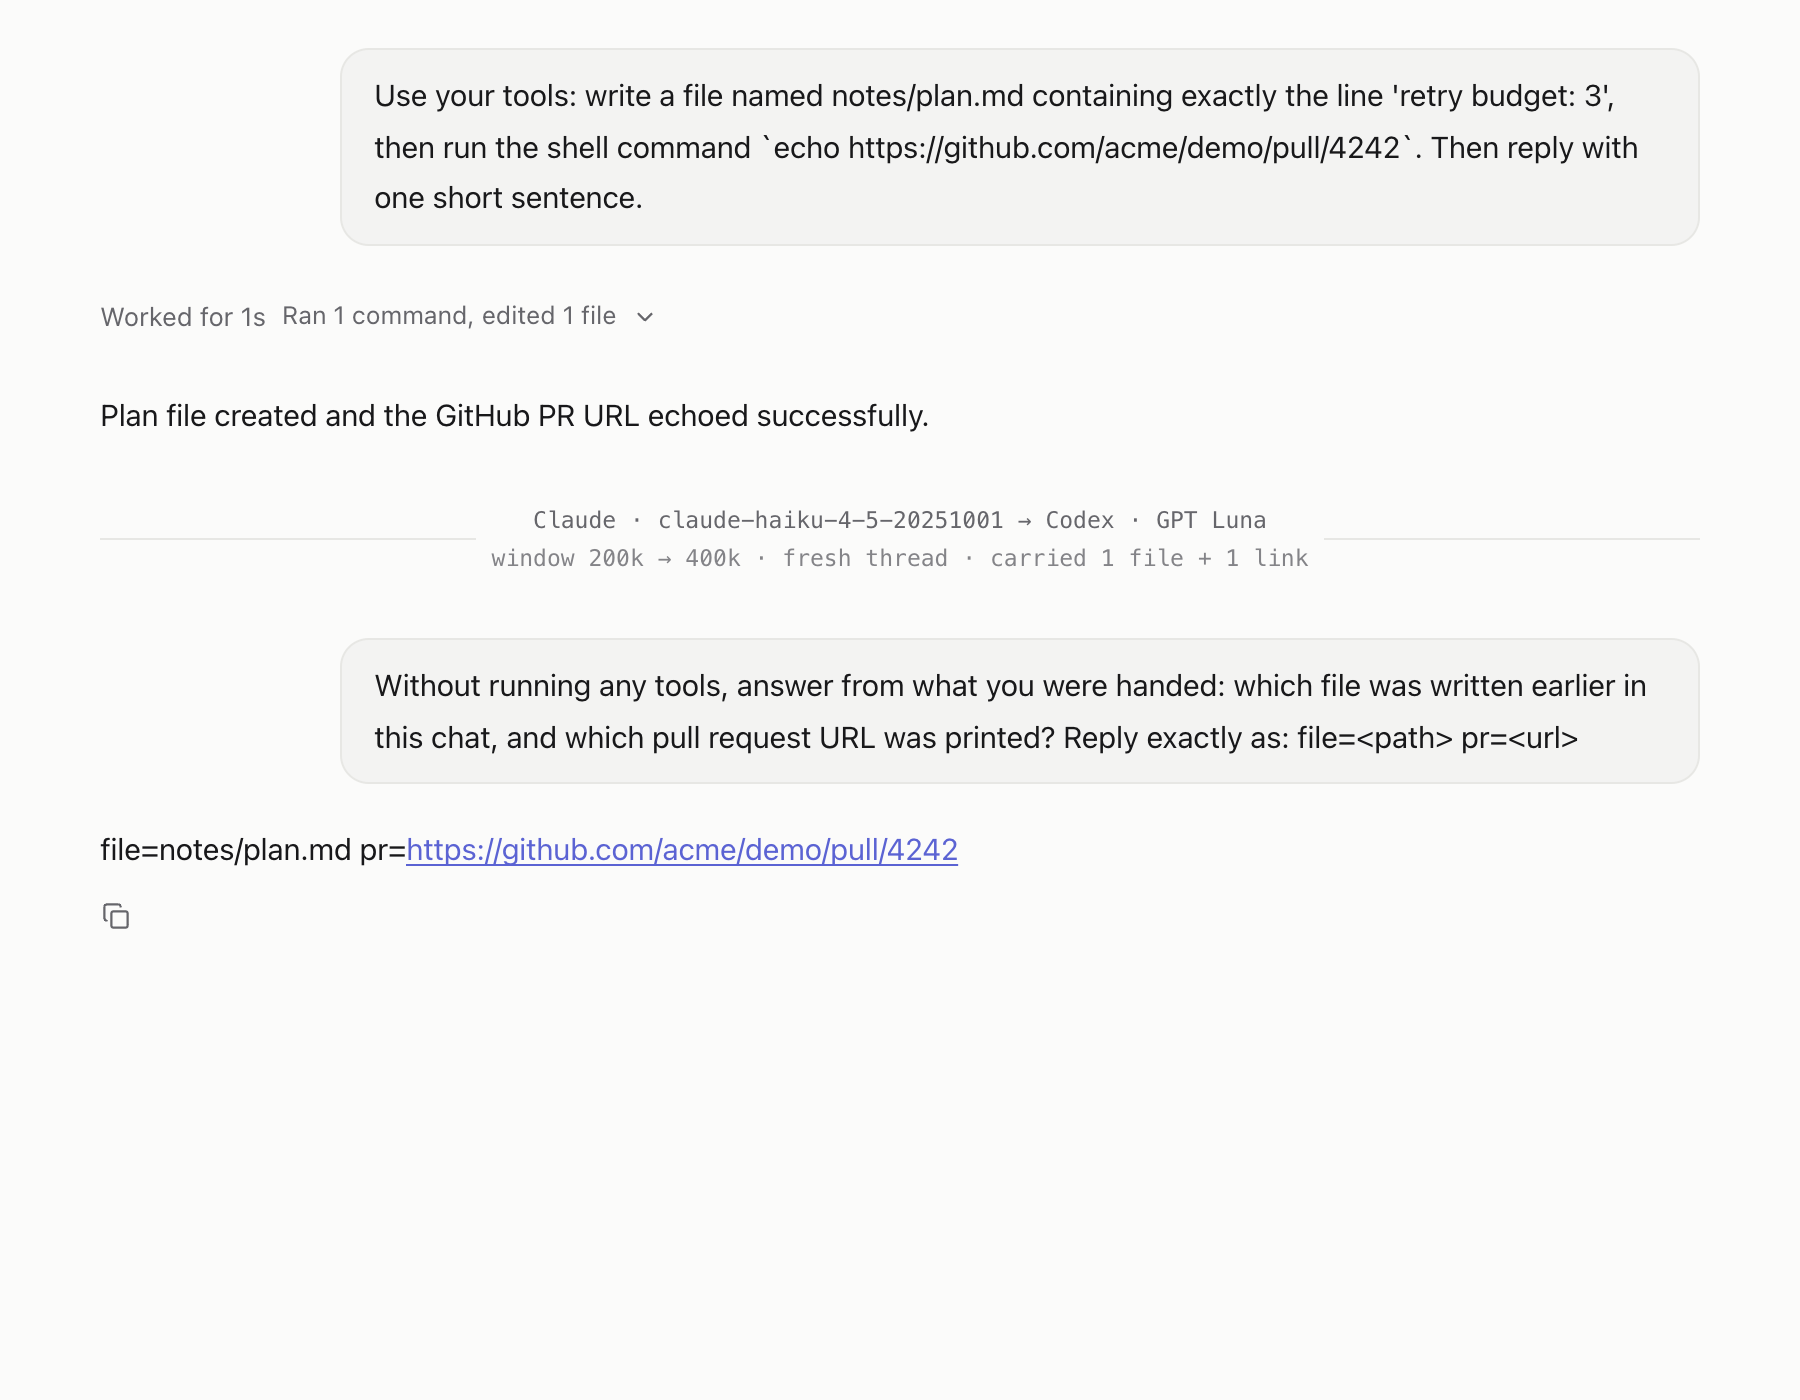 Use your tools: write a file named notes/plan.md containing exactly the line 'retry budget: 3',
then run the shell command `echo https://github.com/acme/demo/pull/4242`. Then reply with
one short sentence.
Worked for 1s Ran 1 command, edited 1 file
Plan file created and the GitHub PR URL echoed successfully.
Claude · claude-haiku-4-5-20251001 → Codex · GPT Luna
window 200k → 400k · fresh thread · carried 1 file + 1 link
Without running any tools, answer from what you were handed: which file was written earlier in
this chat, and which pull request URL was printed? Reply exactly as: file=<path> pr=<url>
file=notes/plan.md pr=https://github.com/acme/demo/pull/4242